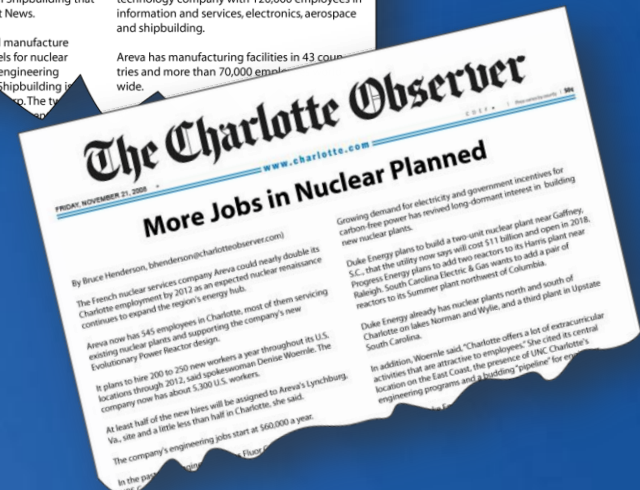 Shipbuilding that
t News.
manufacture
els for nuclear
engineering
Shipbuilding is
rp. The tw
technology company with 120,000 employees in
information and services, electronics, aerospace
and shipbuilding.
Areva has manufacturing facilities in 43 coun-
tries and more than 70,000 emplo
wide.
The Charlotte Observer
www.charlotte.com
FRIDAY, NOVEMBER 21, 2008
50¢
More Jobs in Nuclear Planned
By Bruce Henderson, bhenderson@charlotteobserver.com)
The French nuclear services company Areva could nearly double its
Charlotte employment by 2012 as an expected nuclear renaissance
continues to expand the region's energy hub.
Areva now has 545 employees in Charlotte, most of them servicing
existing nuclear plants and supporting the company's new
Evolutionary Power Reactor design.
It plans to hire 200 to 250 new workers a year throughout its U.S.
locations through 2012, said spokeswoman Denise Woernle. The
company now has about 5,300 U.S. workers.
At least half of the new hires will be assigned to Areva's Lynchburg,
Va., site and a little less than half in Charlotte, she said.
The company's engineering jobs start at $60,000 a year.
In the past
Fluor
Growing demand for electricity and government incentives for
carbon-free power has revived long-dormant interest in building
new nuclear plants.
Duke Energy plans to build a two-unit nuclear plant near Gaffney,
S.C., that the utility now says will cost $11 billion and open in 2018.
Progress Energy plans to add two reactors to its Harris plant near
Raleigh. South Carolina Electric & Gas wants to add a pair of
reactors to its Summer plant northwest of Columbia.
Duke Energy already has nuclear plants north and south of
Charlotte on lakes Norman and Wylie, and a third plant in Upstate
South Carolina.
In addition, Woernle said, "Charlotte offers a lot of extracurricular
activities that are attractive to employees." She cited its central
location on the East Coast, the presence of UNC Charlotte's
engineering programs and a budding "pipeline" for